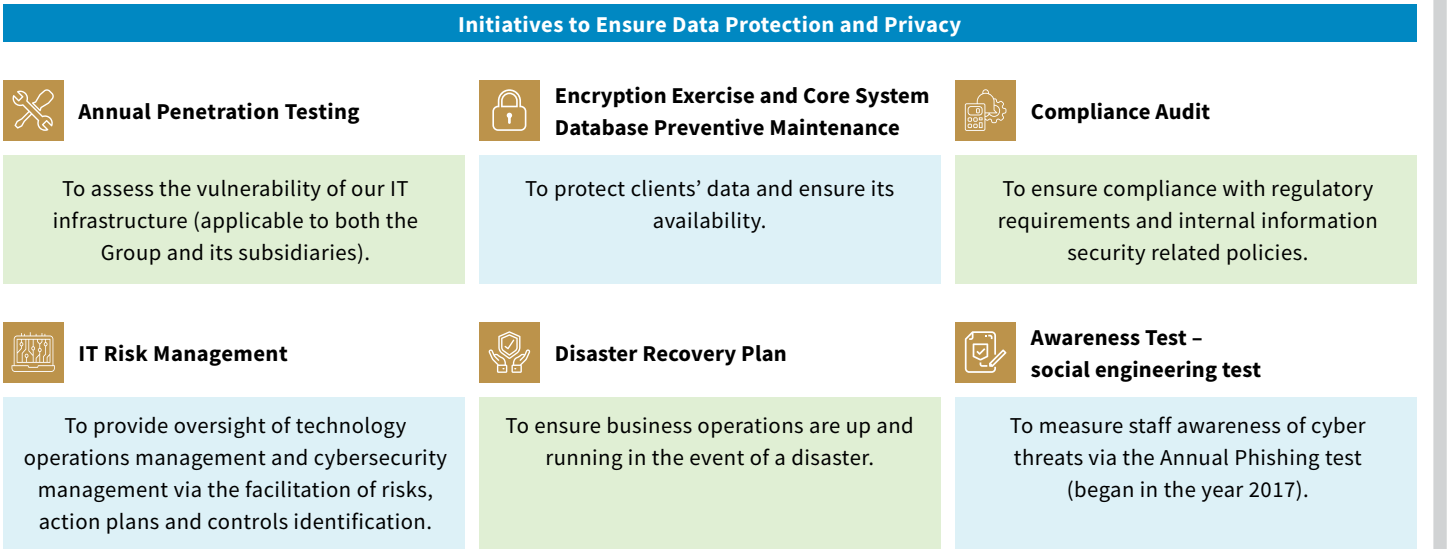 Initiatives to Ensure Data Protection and Privacy
Annual Penetration Testing
To assess the vulnerability of our IT
infrastructure (applicable to both the
Group and its subsidiaries).
Encryption Exercise and Core System
Database Preventive Maintenance
To protect clients’ data and ensure its
availability.
Compliance Audit
To ensure compliance with regulatory
requirements and internal information
security related policies.
IT Risk Management
To provide oversight of technology
operations management and cybersecurity
management via the facilitation of risks,
action plans and controls identification.
Disaster Recovery Plan
To ensure business operations are up and
running in the event of a disaster.
Awareness Test –
social engineering test
To measure staff awareness of cyber
threats via the Annual Phishing test
(began in the year 2017).